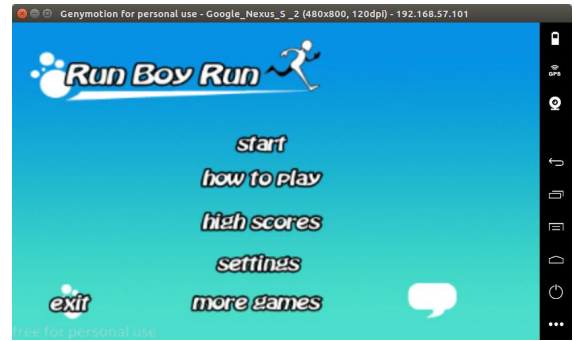 Genymotion for personal use - Google_Nexus_5 _2 (480x800, 120dpi) - 192.168.57.101
Run Boy Run
GPS
start
how to play
high scores
settings
exit
more games
free for personal use